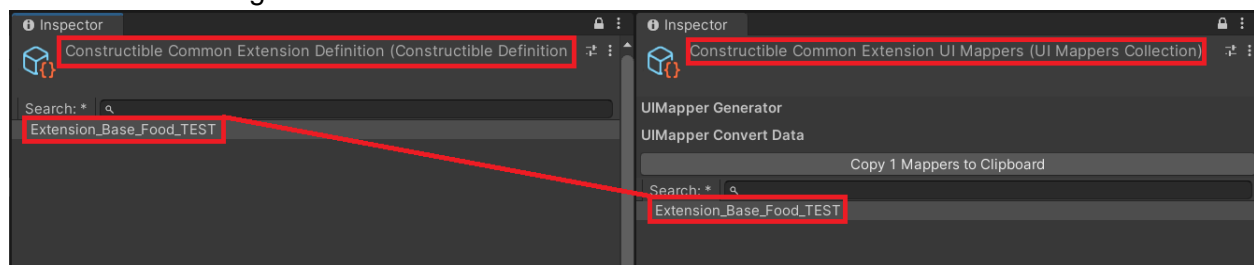 Inspector
Constructible Common Extension Definition (Constructible Definition
Search: *
Extension_Base_Food_TEST
Inspector
Constructible Common Extension UI Mappers (UI Mappers Collection)
UIMapper Generator
UIMapper Convert Data
Copy 1 Mappers to Clipboard
Search: *
Extension_Base_Food_TEST